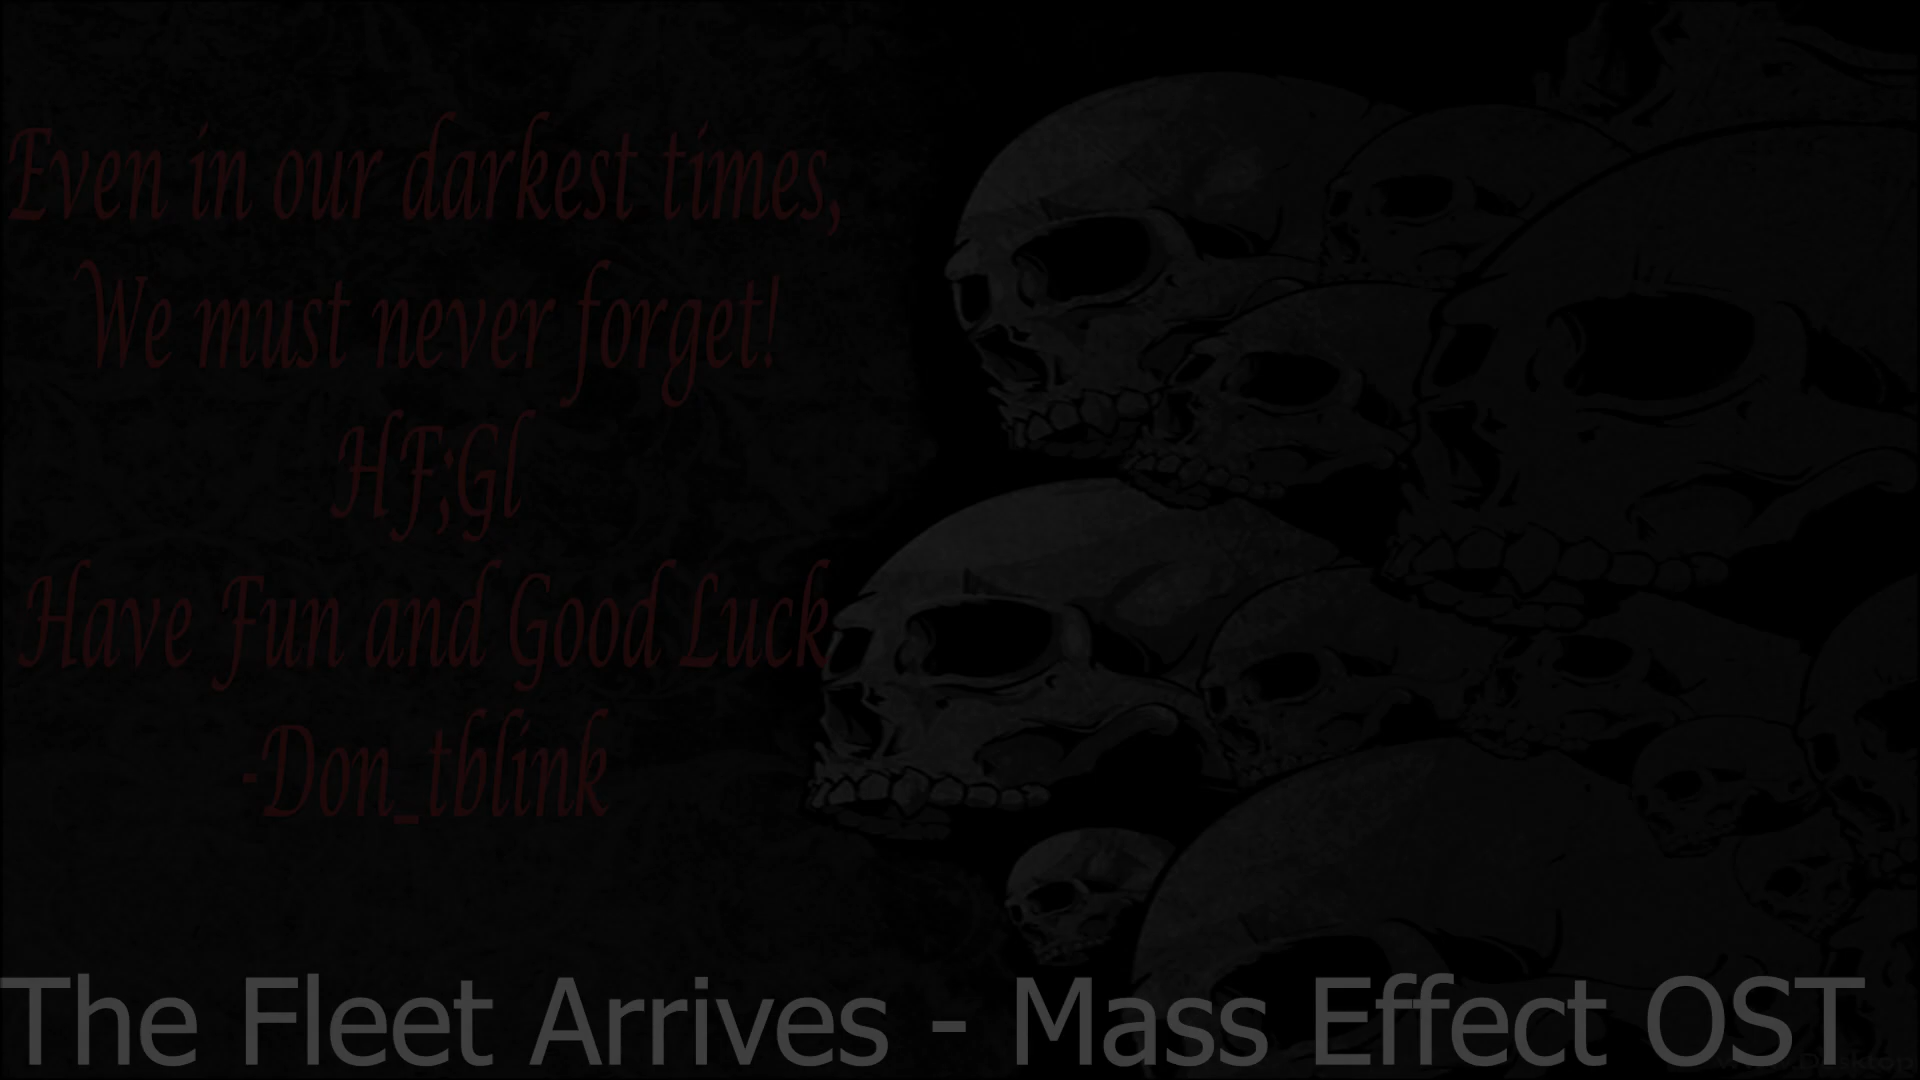 Even in our darkest times,
We must never forget!
HF;Gl
Have Fun and Good Luck
-Don_tblink
The Fleet Arrives - Mass Effect OST